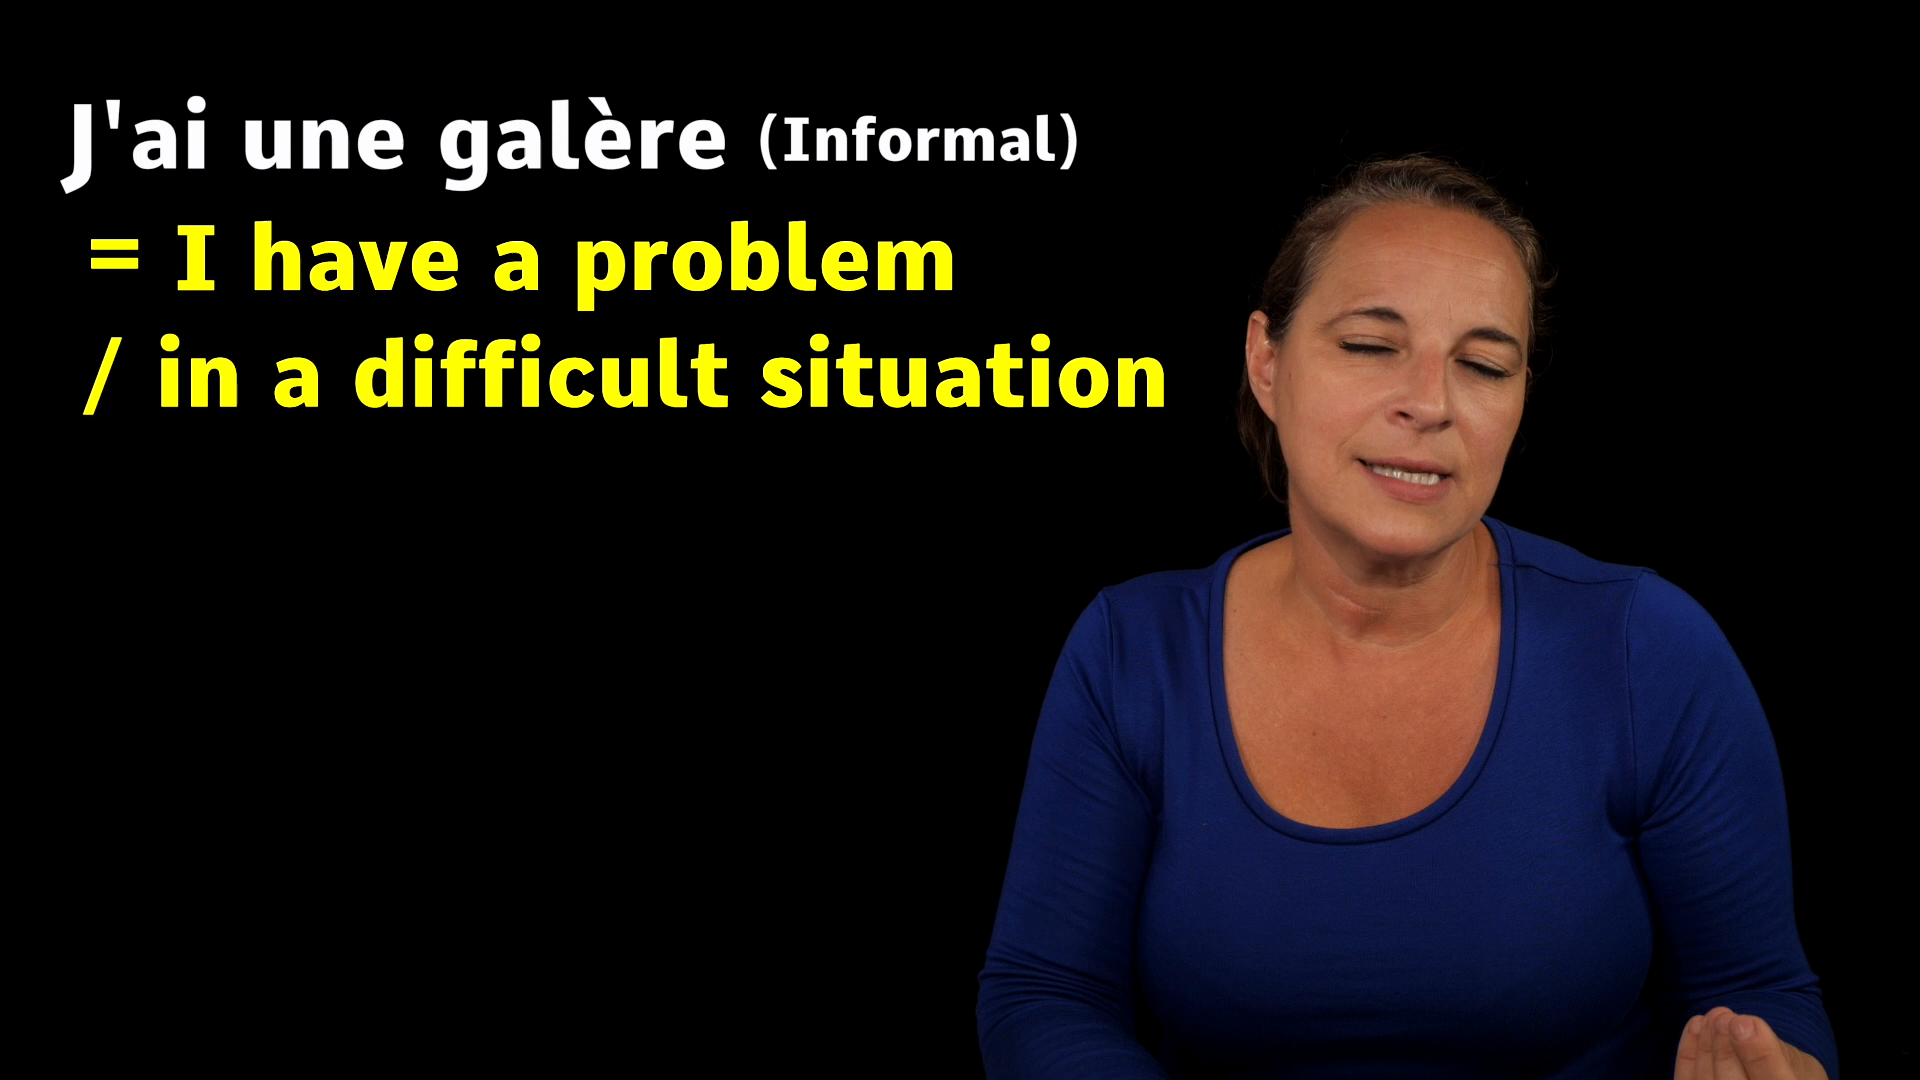 J'ai une galère (Informal)
= I have a problem
/ in a difficult situation